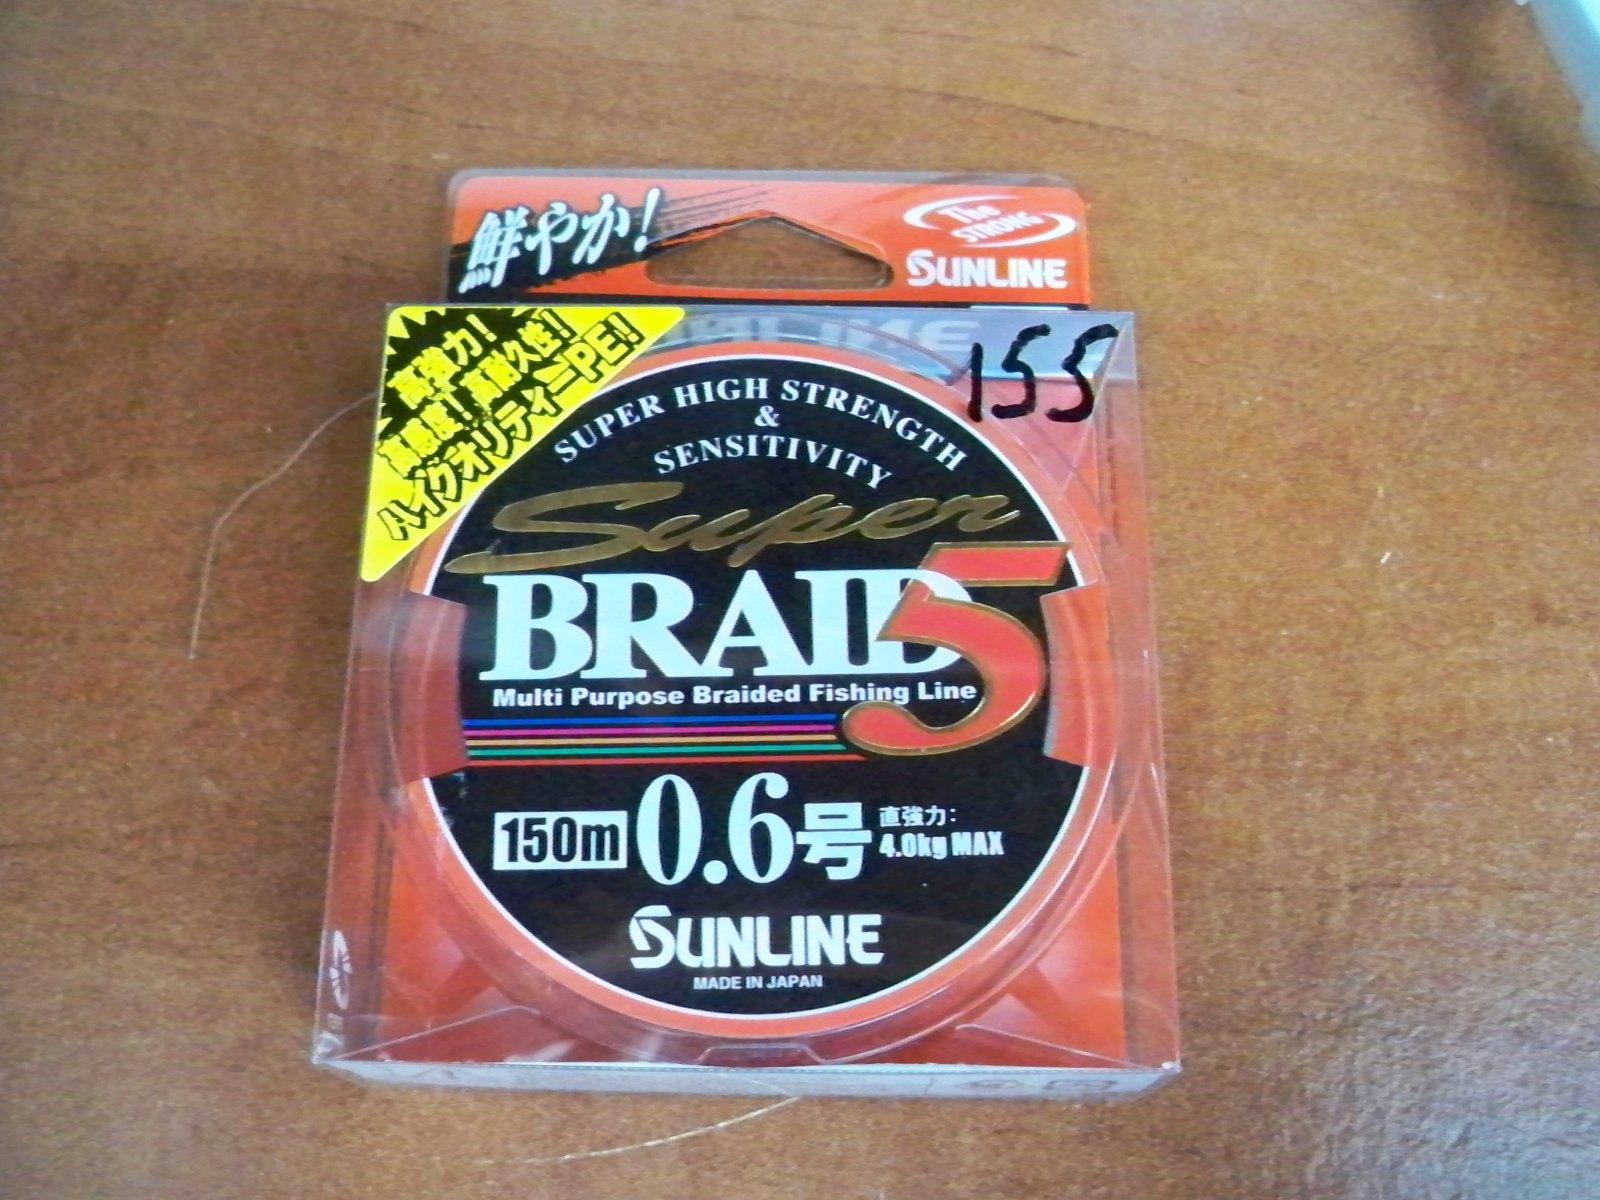 鮮やか!
The
STRONG
SUNLINE
155
高強力!
高感度!高耐久性!
ハイクオリティーPE!!
SUPER HIGH STRENGTH
&
SENSITIVITY
Super
BRAID 5
Multi Purpose Braided Fishing Line
150m 0.6号 直強力:
4.0kg MAX
SUNLINE
MADE IN JAPAN